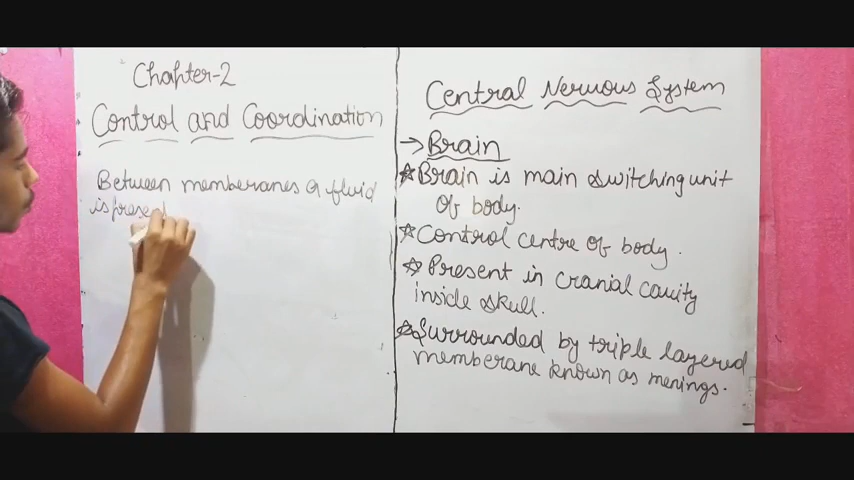 Chapter-2
Control and Coordination
Between memberanes a fluid
is present
Central Nervous System
→ Brain
☆ Brain is main switching unit
of body.
☆ Control centre of body.
☆ Present in cranial cavity
inside skull.
☆ Surrounded by triple layered
memberane known as menings.